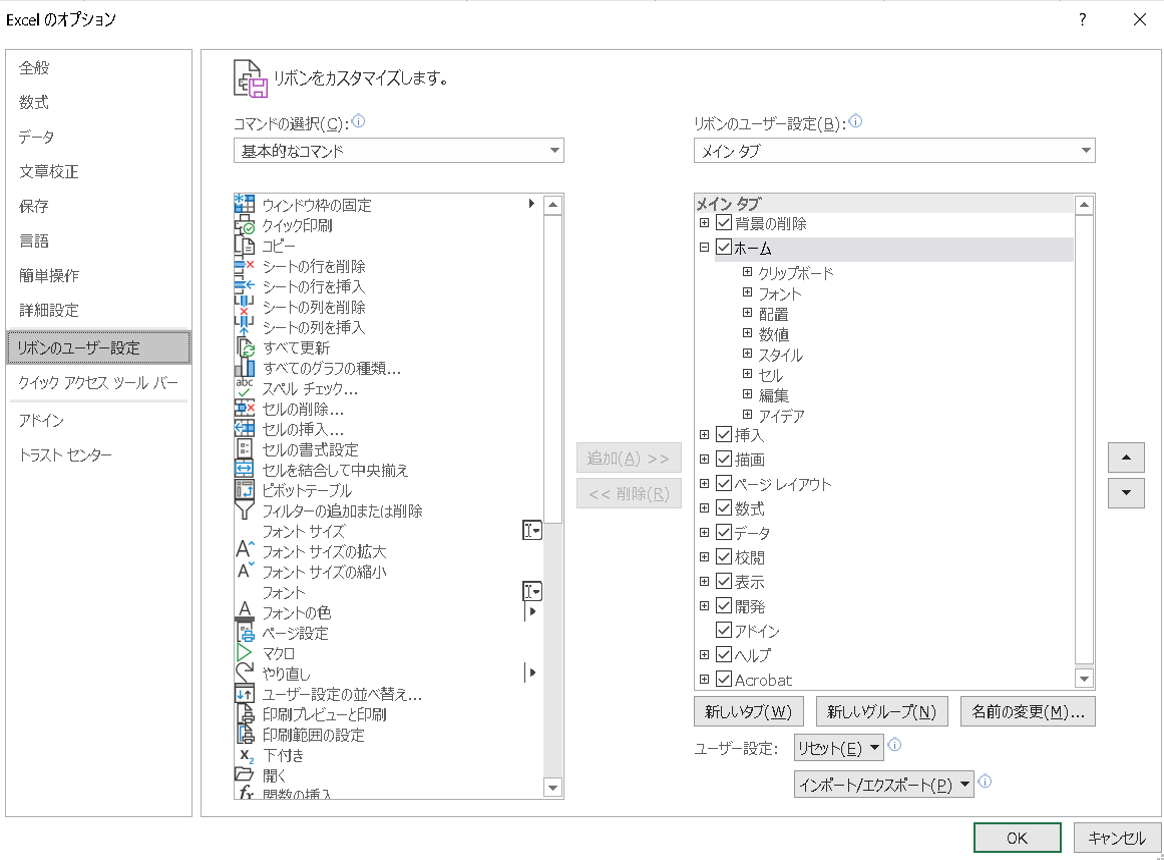 Excel のオプション
?
全般
数式
データ
文章校正
保存
言語
簡単操作
詳細設定
リボンのユーザー設定
クイック アクセス ツール バー
アドイン
トラスト センター
リボンをカスタマイズします。
コマンドの選択(C):
基本的なコマンド
ウィンドウ枠の固定
クイック印刷
コピー
シートの行を削除
シートの行を挿入
シートの列を削除
シートの列を挿入
すべて更新
すべてのグラフの種類...
スペル チェック...
セルの削除...
セルの挿入...
セルの書式設定
セルを結合して中央揃え
ピボットテーブル
フィルターの追加または削除
フォント サイズ
フォント サイズの拡大
フォント サイズの縮小
フォント
フォントの色
ページ設定
マクロ
やり直し
ユーザー設定の並べ替え...
印刷プレビューと印刷
印刷範囲の設定
下付き
開く
関数の挿入
追加(A) >>
<< 削除(R)
リボンのユーザー設定(B):
メイン タブ
メイン タブ
背景の削除
ホーム
クリップボード
フォント
配置
数値
スタイル
セル
編集
アイデア
挿入
描画
ページ レイアウト
数式
データ
校閲
表示
開発
アドイン
ヘルプ
Acrobat
新しいタブ(W)
新しいグループ(N)
名前の変更(M)...
ユーザー設定:
リセット(E)
インポート/エクスポート(P)
OK
キャンセル